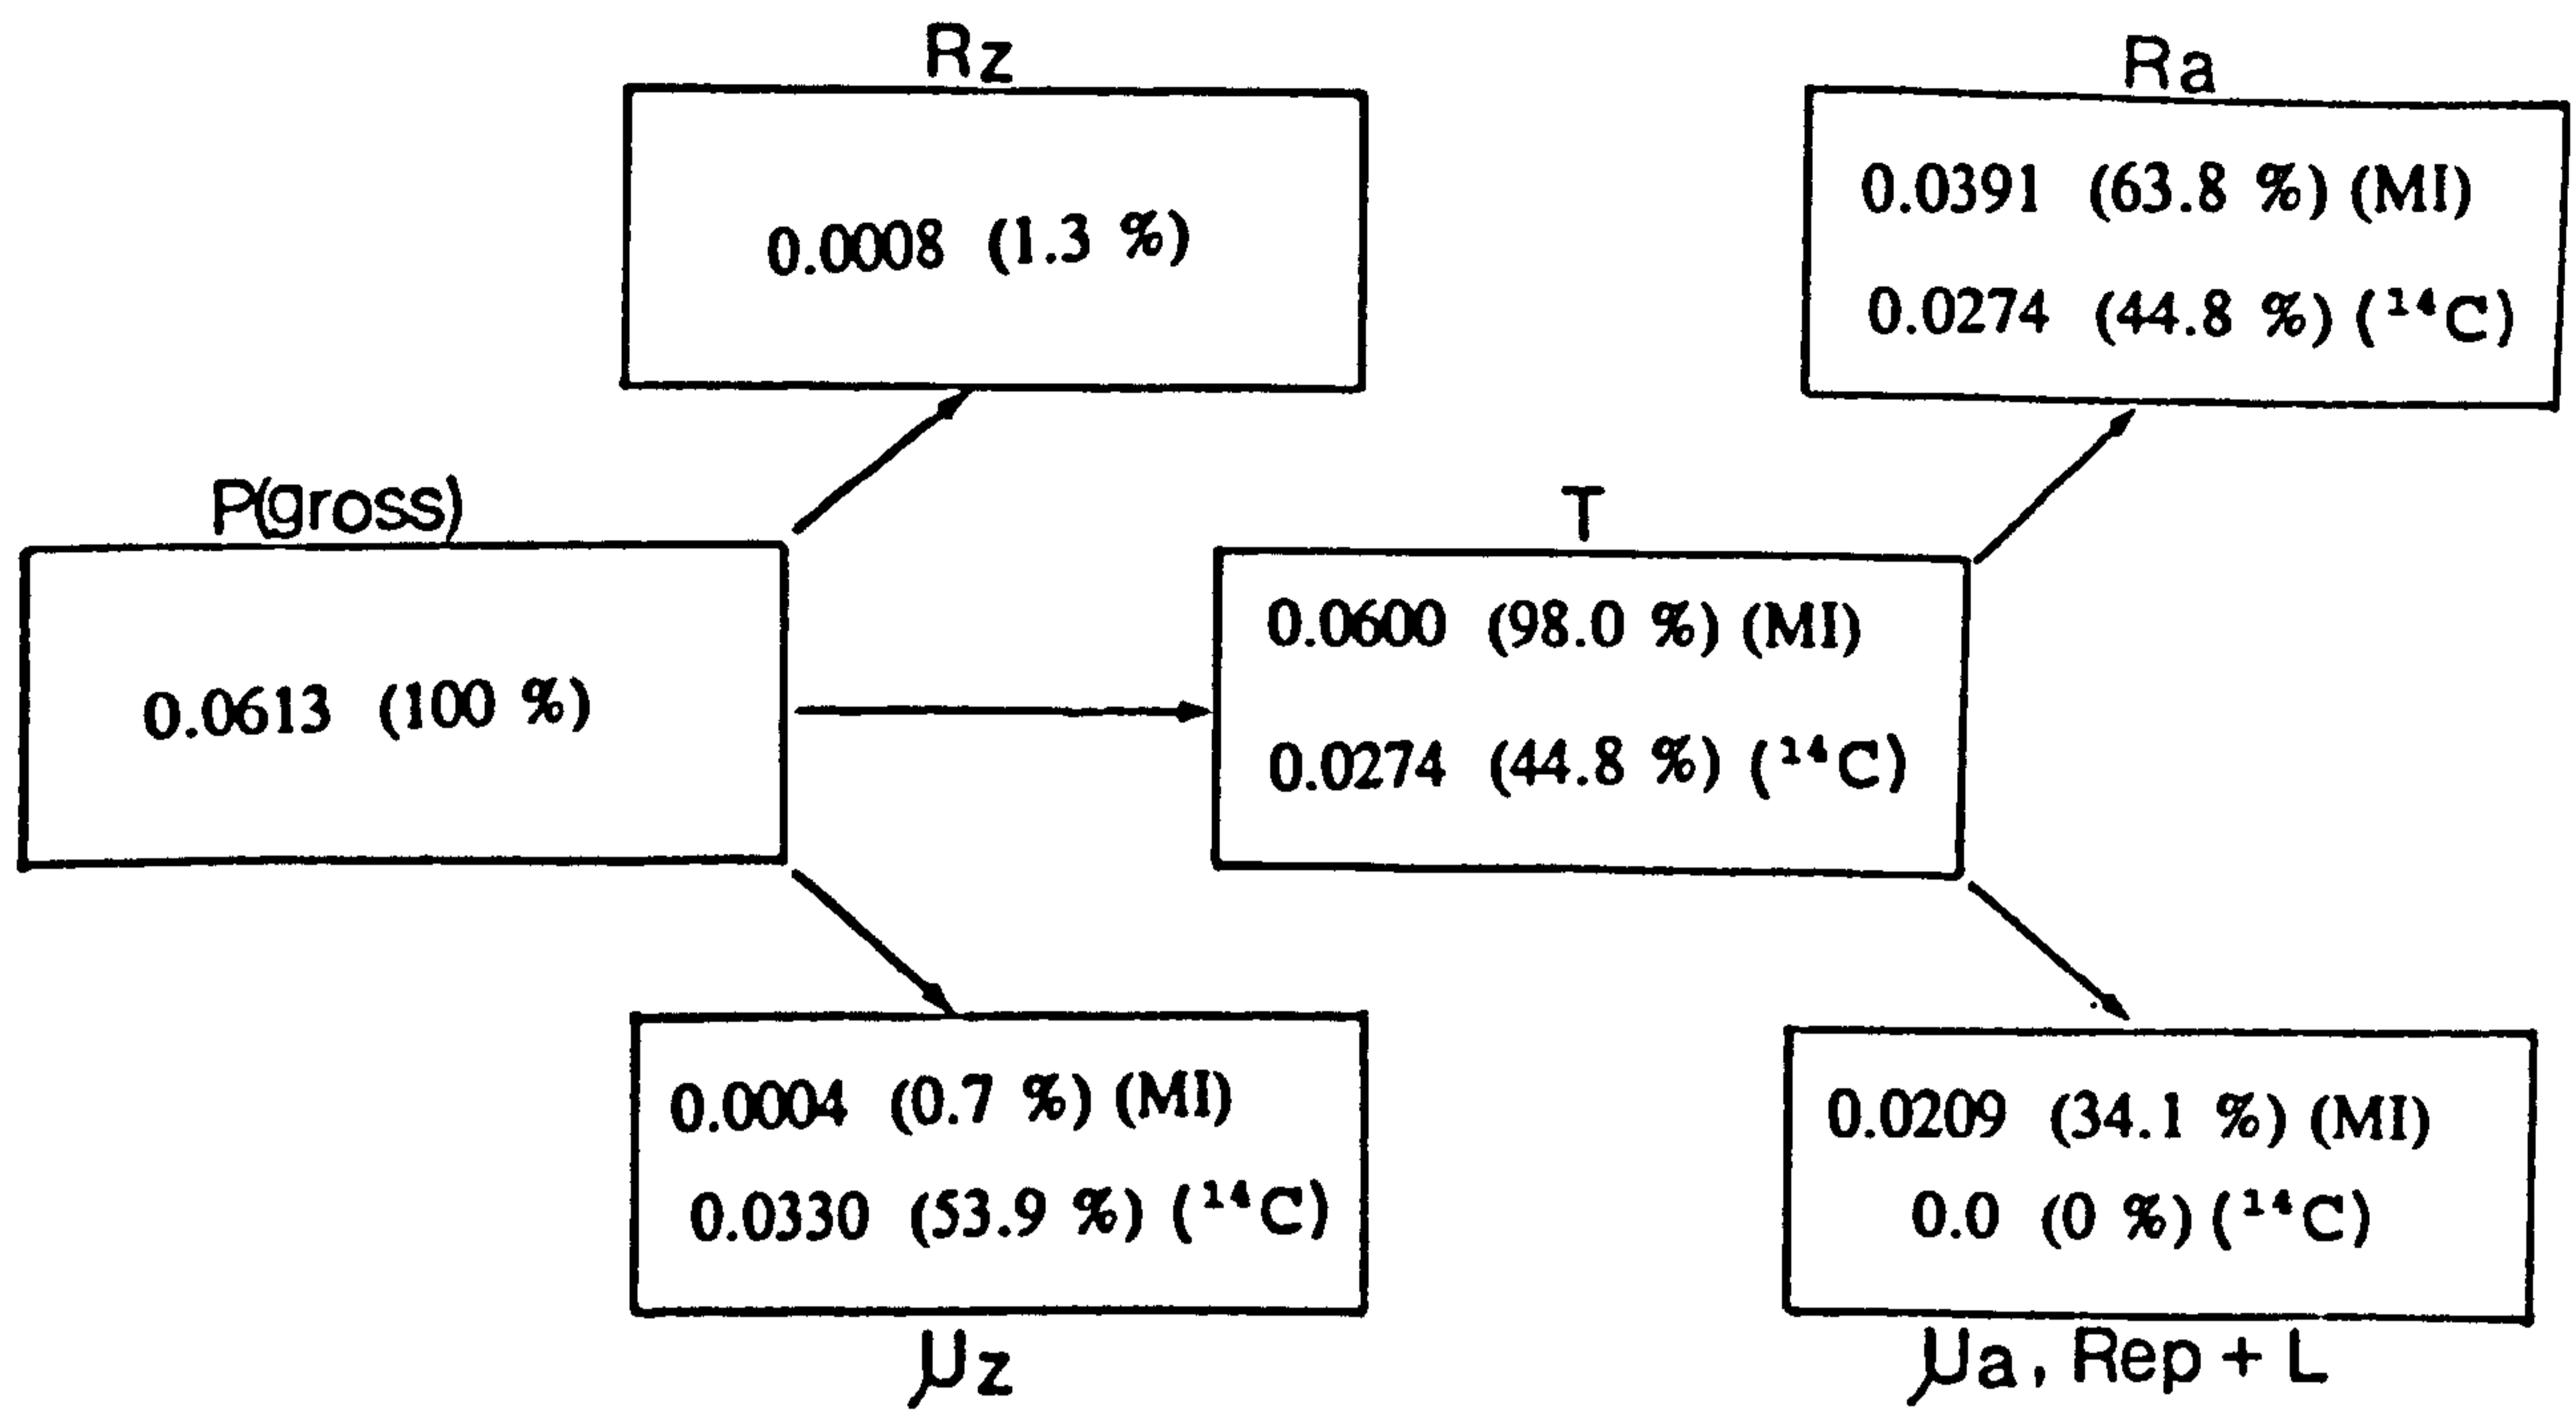 Rz
0.0008 (1.3 %)
Ra
0.0391 (63.8 %) (MI)
0.0274 (44.8 %) (¹⁴C)
P(gross)
0.0613 (100 %)
T
0.0600 (98.0 %) (MI)
0.0274 (44.8 %) (¹⁴C)
0.0004 (0.7 %) (MI)
0.0330 (53.9 %) (¹⁴C)
µz
0.0209 (34.1 %) (MI)
0.0 (0 %) (¹⁴C)
µa, Rep + L